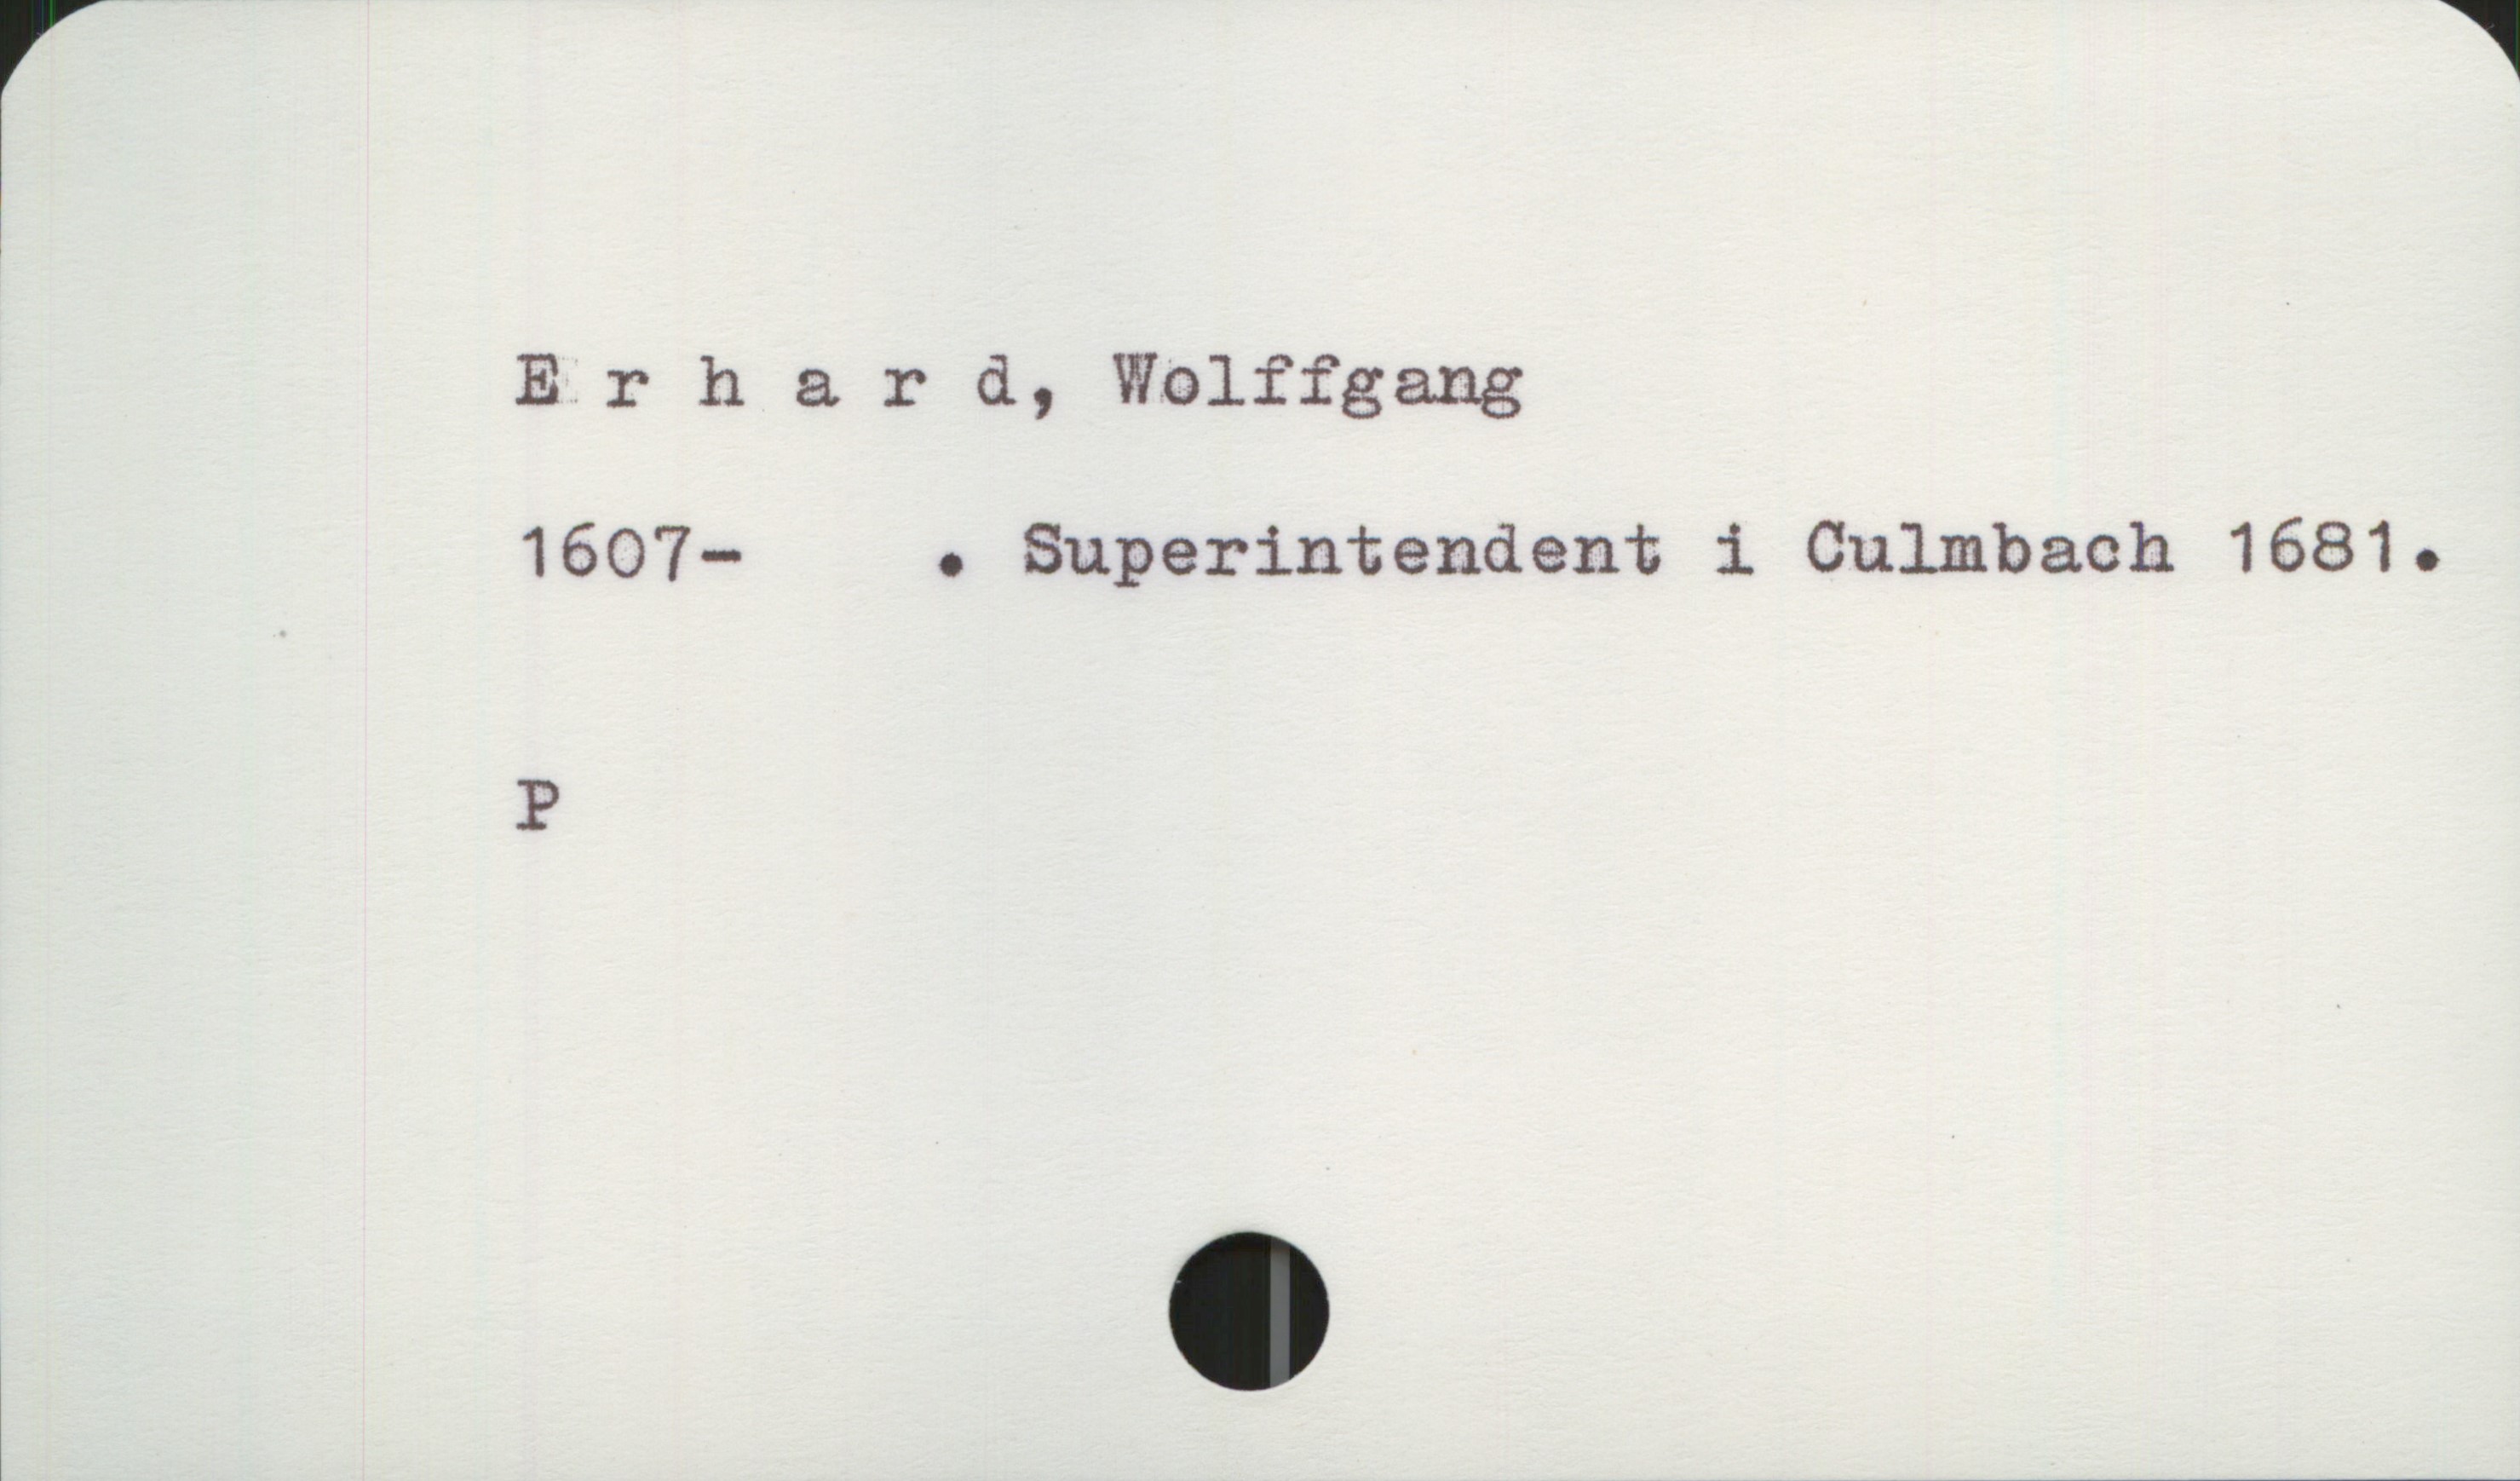 E r h a r d, Wolffgang
1607-    . Superintendent i Culmbach 1681.
P